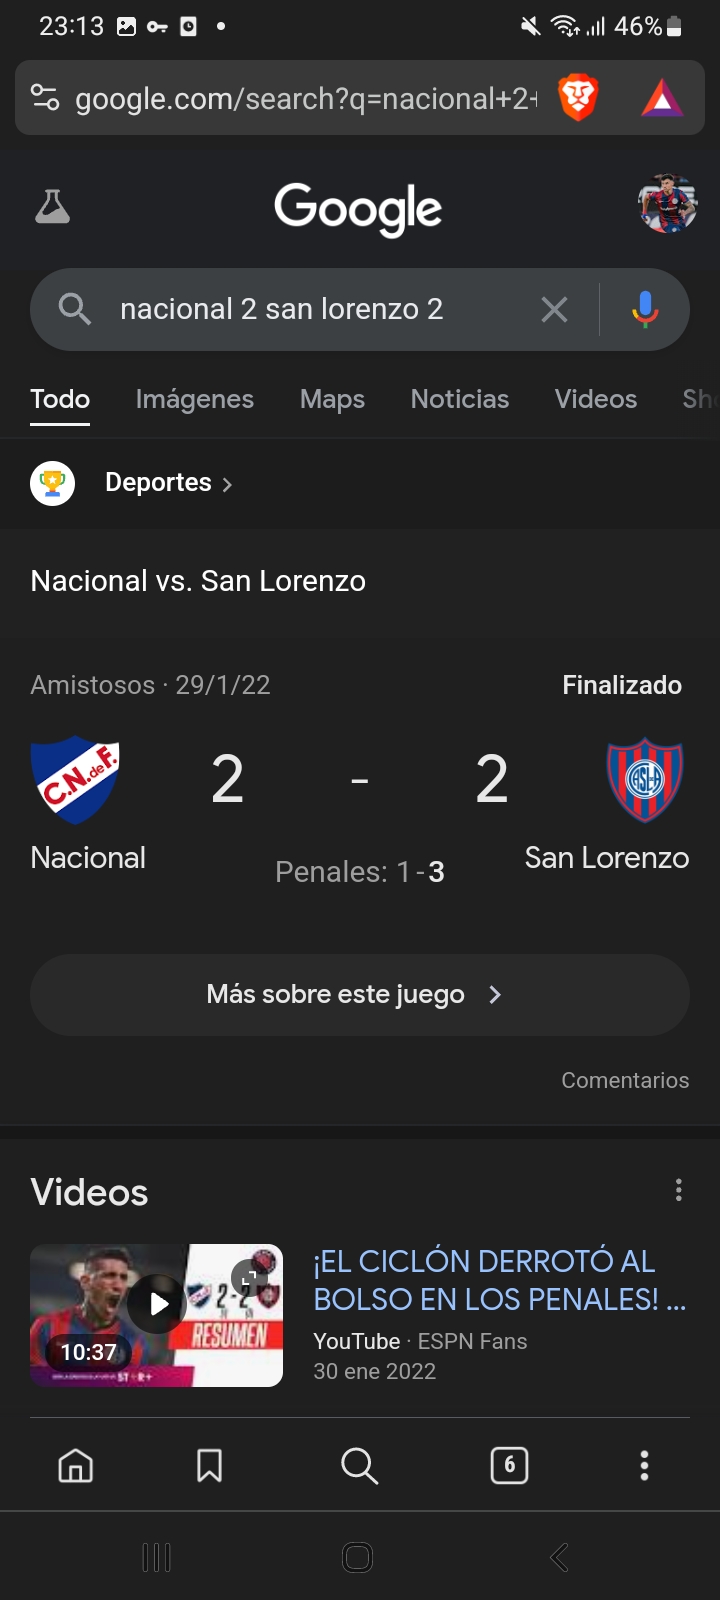 23:13
46%
google.com/search?q=nacional+2+
Google
nacional 2 san lorenzo 2
Todo Imágenes Maps Noticias Videos Sh
Deportes
Nacional vs. San Lorenzo
Amistosos · 29/1/22 Finalizado
C.N.deF.
2 - 2
CASLA
Nacional San Lorenzo
Penales: 1 - 3
Más sobre este juego
Comentarios
Videos
2-2
RESUMEN
10:37
ST★R+
¡EL CICLÓN DERROTÓ AL
BOLSO EN LOS PENALES! ...
YouTube · ESPN Fans
30 ene 2022
6